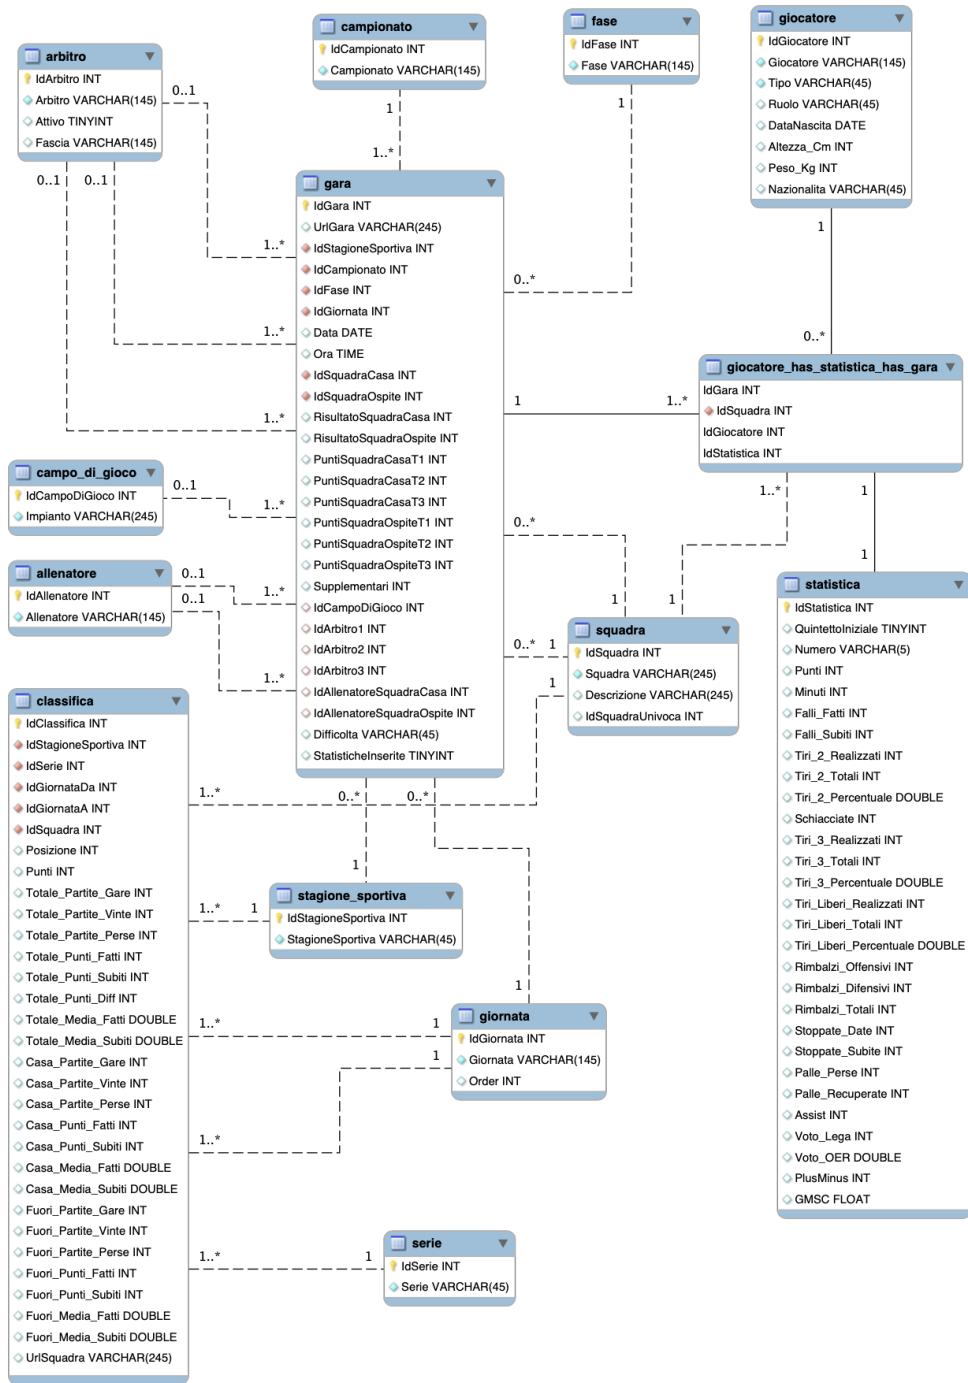 arbitro
IdArbitro INT
Arbitro VARCHAR(145)
Attivo TINYINT
Fascia VARCHAR(145)
0..1
0..1
0..1
campionato
IdCampionato INT
Campionato VARCHAR(145)
1
1..*
fase
IdFase INT
Fase VARCHAR(145)
1
0..*
giocatore
IdGiocatore INT
Giocatore VARCHAR(145)
Tipo VARCHAR(45)
Ruolo VARCHAR(45)
DataNascita DATE
Altezza_Cm INT
Peso_Kg INT
Nazionalita VARCHAR(45)
1
0..*
gara
IdGara INT
UrlGara VARCHAR(245)
IdStagioneSportiva INT
IdCampionato INT
IdFase INT
IdGiornata INT
Data DATE
Ora TIME
IdSquadraCasa INT
IdSquadraOspite INT
RisultatoSquadraCasa INT
RisultatoSquadraOspite INT
PuntiSquadraCasaT1 INT
PuntiSquadraCasaT2 INT
PuntiSquadraCasaT3 INT
PuntiSquadraOspiteT1 INT
PuntiSquadraOspiteT2 INT
PuntiSquadraOspiteT3 INT
Supplementari INT
IdCampoDiGioco INT
IdArbitro1 INT
IdArbitro2 INT
IdArbitro3 INT
IdAllenatoreSquadraCasa INT
IdAllenatoreSquadraOspite INT
Difficolta VARCHAR(45)
StatisticheInserite TINYINT
1..*
1..*
1..*
1
1..*
giocatore_has_statistica_has_gara
IdGara INT
IdSquadra INT
IdGiocatore INT
IdStatistica INT
1..*
1
1
campo_di_gioco
IdCampoDiGioco INT
Impianto VARCHAR(245)
0..1
1..*
allenatore
IdAllenatore INT
Allenatore VARCHAR(145)
0..1
0..1
1..*
1..*
0..*
1
1
0..*
1
1
squadra
IdSquadra INT
Squadra VARCHAR(245)
Descrizione VARCHAR(245)
IdSquadraUnivoca INT
statistica
IdStatistica INT
QuintettoIniziale TINYINT
Numero VARCHAR(5)
Punti INT
Minuti INT
Falli_Fatti INT
Falli_Subiti INT
Tiri_2_Realizzati INT
Tiri_2_Totali INT
Tiri_2_Percentuale DOUBLE
Schiacciate INT
Tiri_3_Realizzati INT
Tiri_3_Totali INT
Tiri_3_Percentuale DOUBLE
Tiri_Liberi_Realizzati INT
Tiri_Liberi_Totali INT
Tiri_Liberi_Percentuale DOUBLE
Rimbalzi_Offensivi INT
Rimbalzi_Difensivi INT
Rimbalzi_Totali INT
Stoppate_Date INT
Stoppate_Subite INT
Palle_Perse INT
Palle_Recuperate INT
Assist INT
Voto_Lega INT
Voto_OER DOUBLE
PlusMinus INT
GMSC FLOAT
classifica
IdClassifica INT
IdStagioneSportiva INT
IdSerie INT
IdGiornataDa INT
IdGiornataA INT
IdSquadra INT
Posizione INT
Punti INT
Totale_Partite_Gare INT
Totale_Partite_Vinte INT
Totale_Partite_Perse INT
Totale_Punti_Fatti INT
Totale_Punti_Subiti INT
Totale_Punti_Diff INT
Totale_Media_Fatti DOUBLE
Totale_Media_Subiti DOUBLE
Casa_Partite_Gare INT
Casa_Partite_Vinte INT
Casa_Partite_Perse INT
Casa_Punti_Fatti INT
Casa_Punti_Subiti INT
Casa_Media_Fatti DOUBLE
Casa_Media_Subiti DOUBLE
Fuori_Partite_Gare INT
Fuori_Partite_Vinte INT
Fuori_Partite_Perse INT
Fuori_Punti_Fatti INT
Fuori_Punti_Subiti INT
Fuori_Media_Fatti DOUBLE
Fuori_Media_Subiti DOUBLE
UrlSquadra VARCHAR(245)
1..*
0..*
0..*
1
1..*
1
stagione_sportiva
IdStagioneSportiva INT
StagioneSportiva VARCHAR(45)
1
1..*
1
1
1..*
giornata
IdGiornata INT
Giornata VARCHAR(145)
Order INT
1..*
1
serie
IdSerie INT
Serie VARCHAR(45)